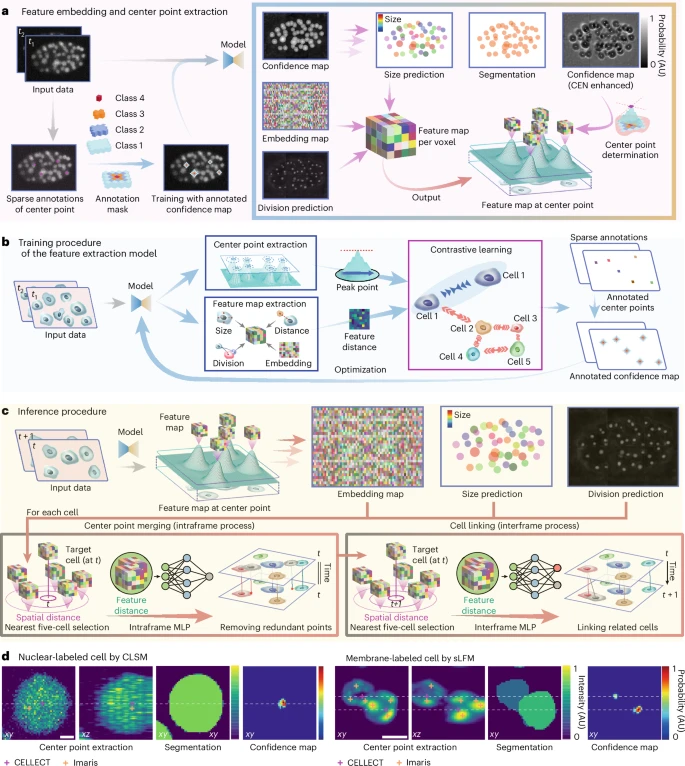 a Feature embedding and center point extraction
t2
t1
Input data
Model
Class 4
Class 3
Class 2
Class 1
Sparse annotations
of center point
Annotation
mask
Training with annotated
confidence map
Confidence map
Size
Size prediction
Segmentation
Confidence map
(CEN enhanced)
1
0
Probability (AU)
Embedding map
Feature map
per voxel
Center point
determination
Division prediction
Output
Feature map at center point
b Training procedure
of the feature extraction model
t2
t1
Input data
Model
Center point extraction
Feature map extraction
Size
Distance
Division
Embedding
Peak point
Feature
distance
Optimization
Contrastive learning
Cell 1
Cell 1
Cell 2
Cell 3
Cell 4
Cell 5
Sparse annotations
Annotated
center points
Annotated confidence map
c Inference procedure
t + 1
t
Input data
Model
Feature
map
Feature map at center point
Embedding map
Size
Size prediction
Division prediction
For each cell
Center point merging (intraframe process)
Cell linking (interframe process)
Target
cell (at t)
t
Spatial distance
Nearest five-cell selection
Feature
distance
Intraframe MLP
t
Time
t
Removing redundant points
Target
cell (at t)
t+1
Spatial distance
Nearest five-cell selection
Feature
distance
Interframe MLP
t
Time
t + 1
Linking related cells
d Nuclear-labeled cell by CLSM
Membrane-labeled cell by sLFM
xy
xz
xy
xy
xy
xz
xy
xy
1
0
Intensity (AU)
1
0
Probability (AU)
Center point extraction
Segmentation
Confidence map
Center point extraction
Segmentation
Confidence map
+ CELLECT + Imaris
+ CELLECT + Imaris